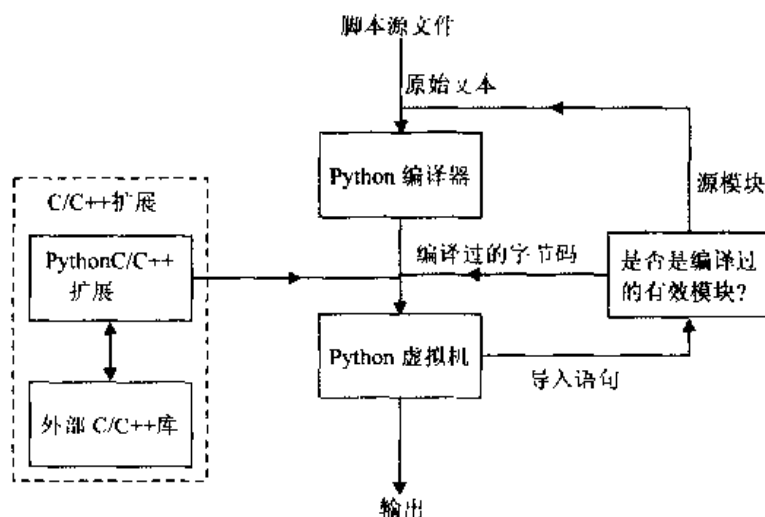 脚本源文件
原始文本
Python 编译器
源模块
C/C++扩展
PythonC/C++
扩展
编译过的字节码
是否是编译过
的有效模块?
Python 虚拟机
导入语句
外部 C/C++库
输出